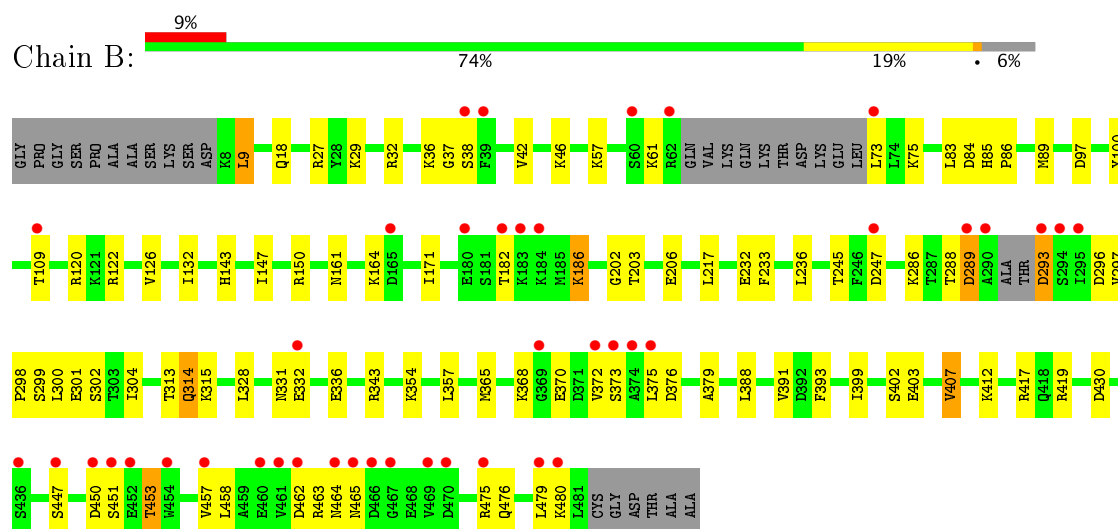 9%
Chain B:
74% 19% • 6%
GLY PRO GLY SER PRO ALA ALA SER LYS SER ASP K8 L9 Q18 R27 Y28 K29 R32 K36 G37 S38 F39 V42 K46 K57 S60 K61 R62 GLN VAL LYS GLN LYS THR ASP LYS GLU LEU L73 L74 K75 L83 D84 H85 P86 M89 D97 Y100
T109 R120 K121 R122 V126 I132 H143 I147 R150 N161 K164 D165 I171 E180 S181 T182 K183 K184 M185 K186 G202 T203 E206 L217 E232 F233 L236 T245 F246 D247 K286 T287 T288 D289 A290 ALA THR D293 S294 I295 D296 V297
P298 S299 L300 E301 S302 T303 I304 T313 Q314 K315 L328 N331 E332 E336 R343 K354 L357 M365 K368 G369 E370 D371 V372 S373 A374 L375 D376 A379 L388 V391 D392 F393 I399 S402 E403 V407 K412 R417 Q418 R419 D430
S436 S447 D450 S451 E452 T453 W454 V457 L458 A459 E460 V461 D462 R463 N464 N465 D466 G467 E468 V469 D470 R475 Q476 L479 K480 L481 CYS GLY ASP THR ALA ALA